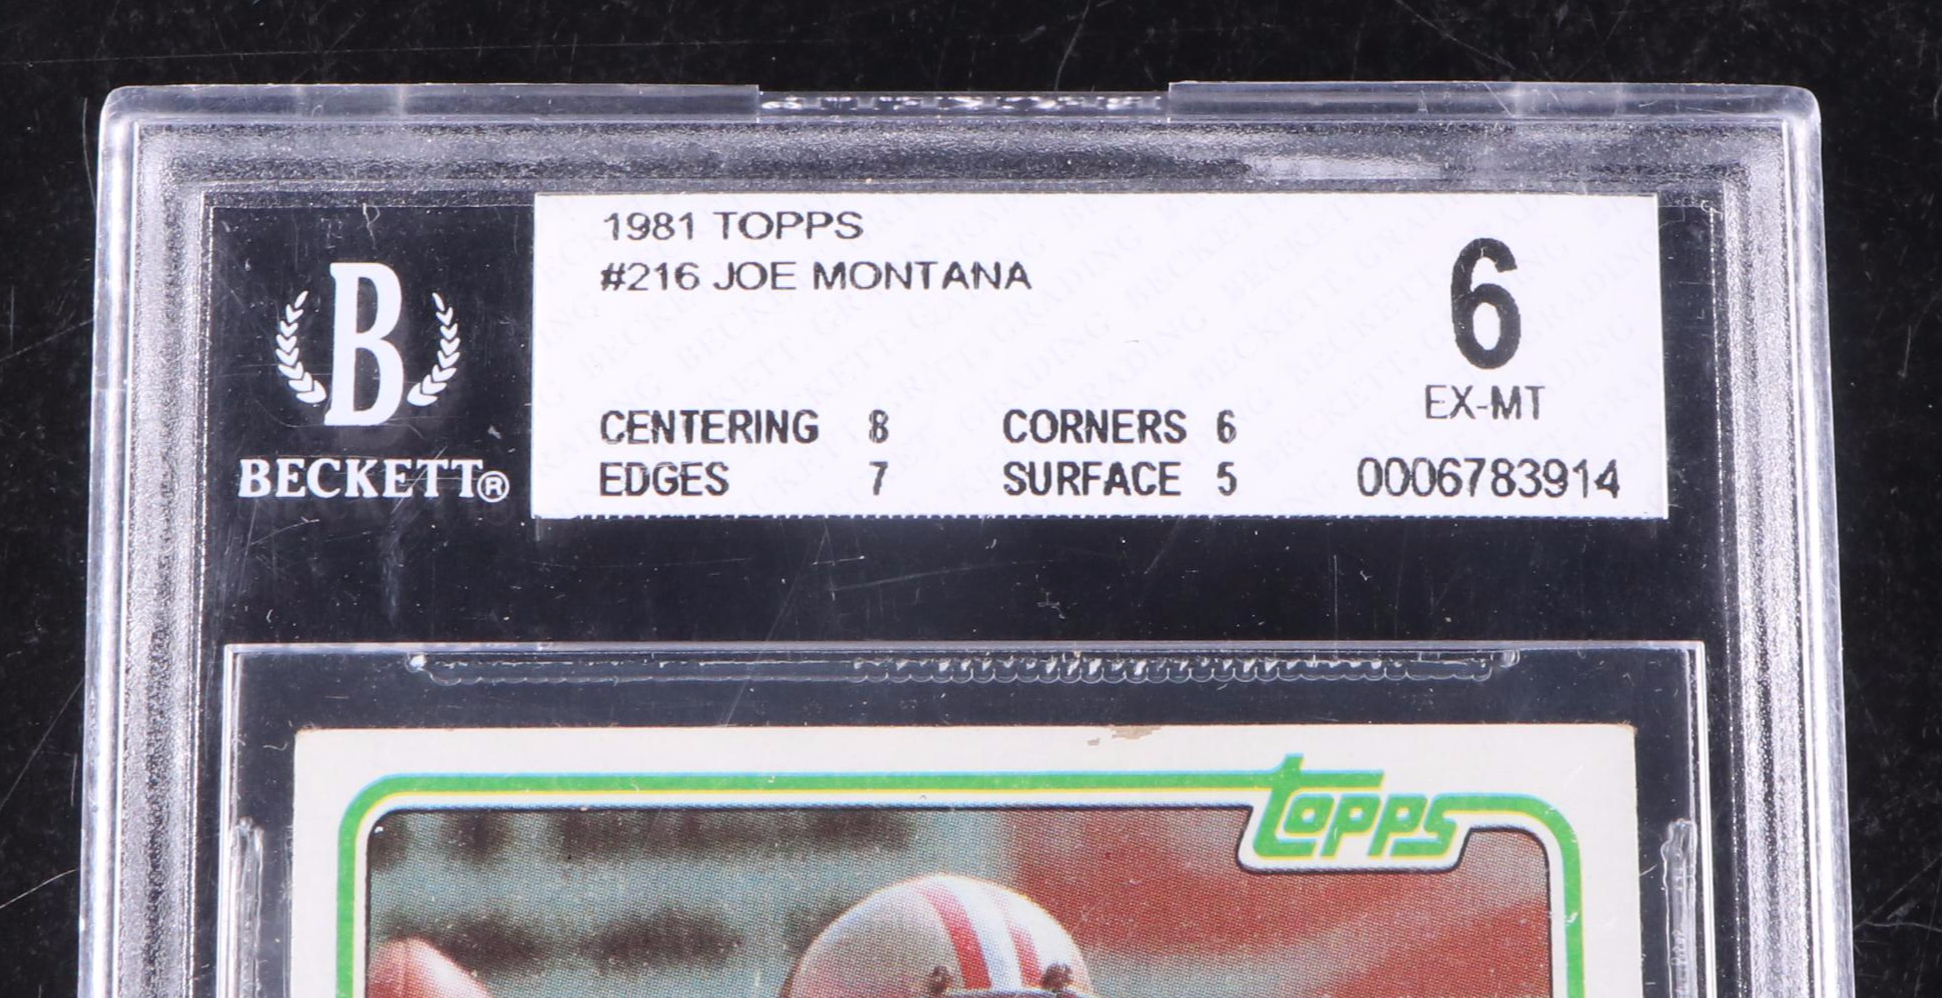 1981 TOPPS
#216 JOE MONTANA
6
EX-MT
CENTERING 8 CORNERS 6
EDGES 7 SURFACE 5
0006783914
B
BECKETT®
topps